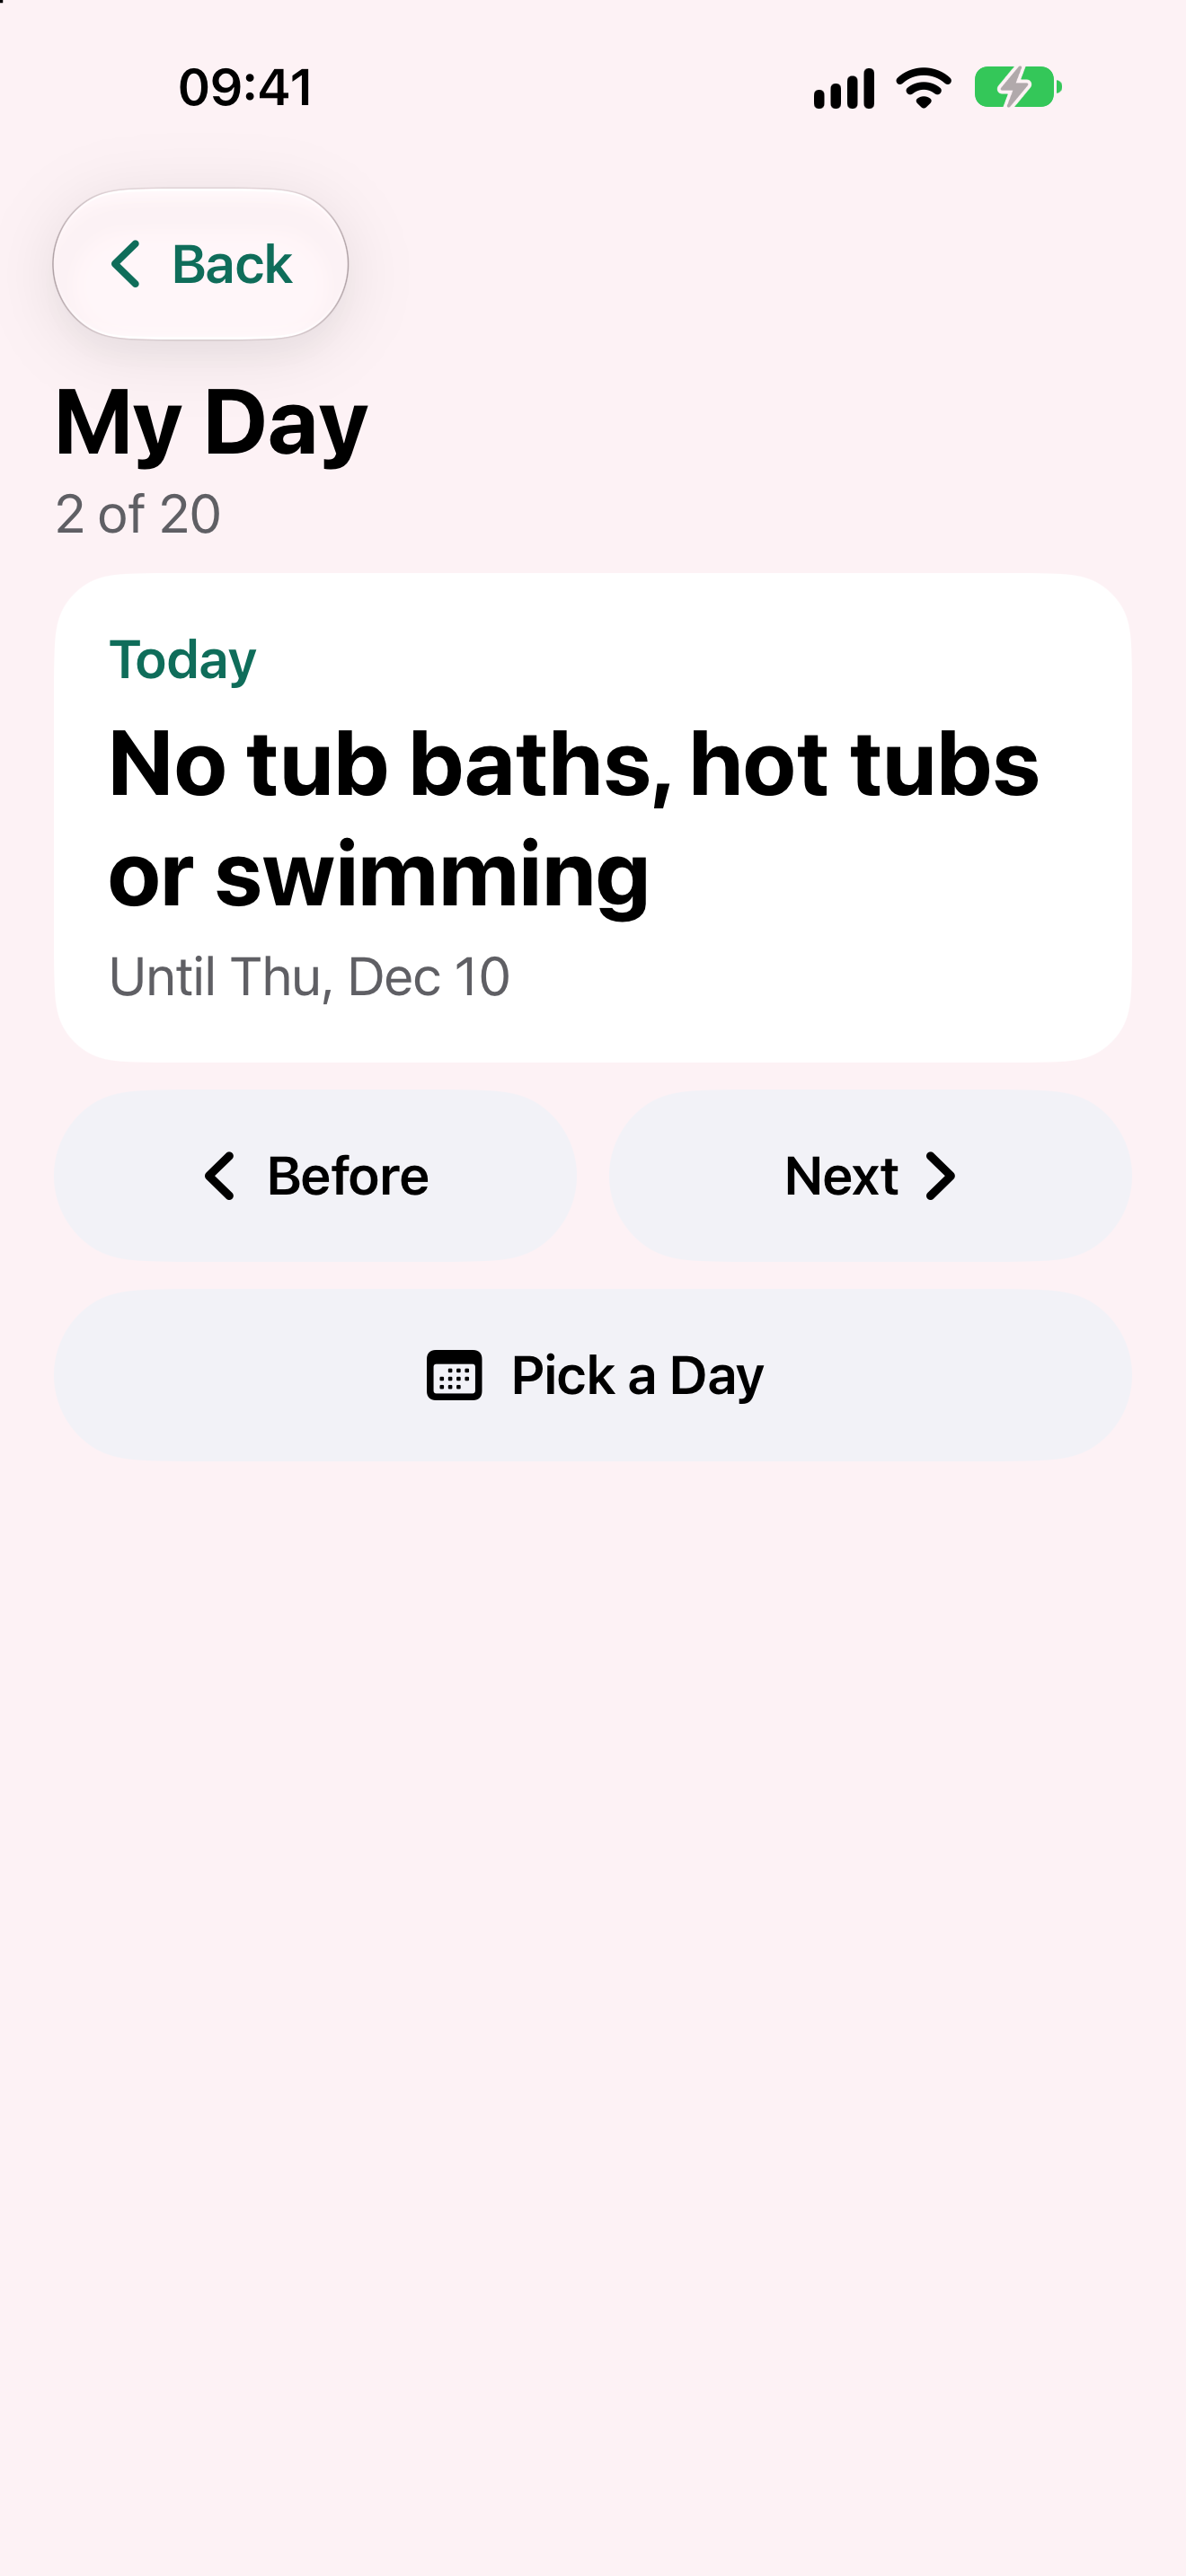 09:41
Back
My Day
2 of 20
Today
No tub baths, hot tubs
or swimming
Until Thu, Dec 10
Before
Next
Pick a Day